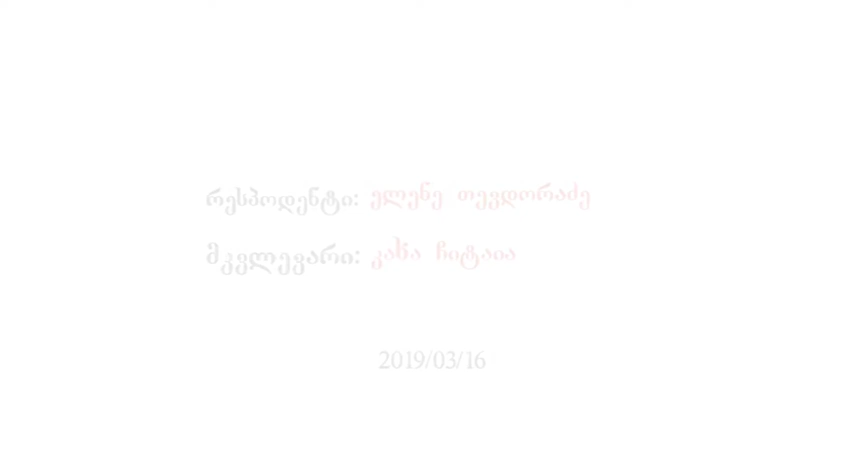 რესპოდენტი: ელენე თევდორაძე
მკვლევარი: კახა ჩიტაია
2019/03/16